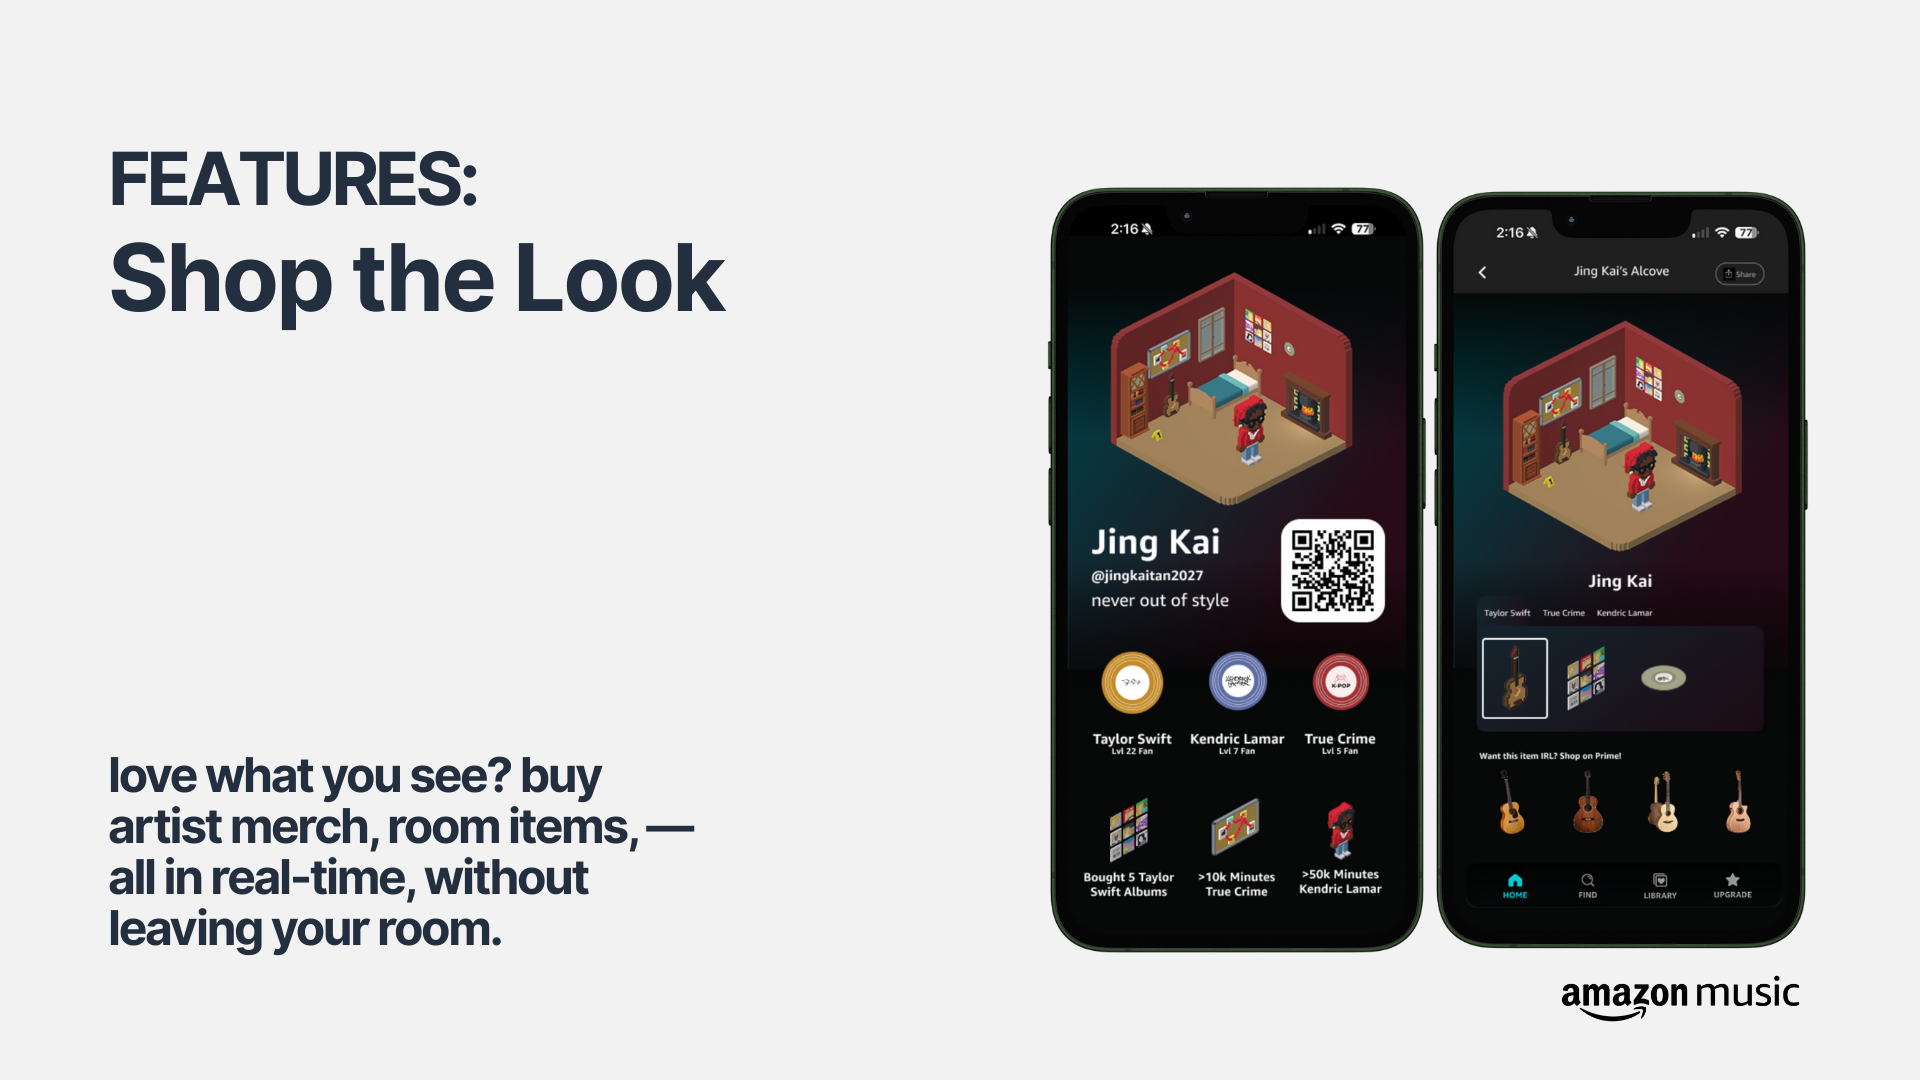 FEATURES:
Shop the Look
love what you see? buy
artist merch, room items, —
all in real-time, without
leaving your room.
2:16
77
Jing Kai
@jingkaitan2027
never out of style
K-POP
Taylor Swift
Lvl 22 Fan
Kendric Lamar
Lvl 7 Fan
True Crime
Lvl 5 Fan
Bought 5 Taylor
Swift Albums
>10k Minutes
True Crime
>50k Minutes
Kendric Lamar
2:16
77
Jing Kai's Alcove
Share
Jing Kai
Taylor Swift True Crime Kendric Lamar
Want this item IRL? Shop on Prime!
HOME FIND LIBRARY UPGRADE
amazon music